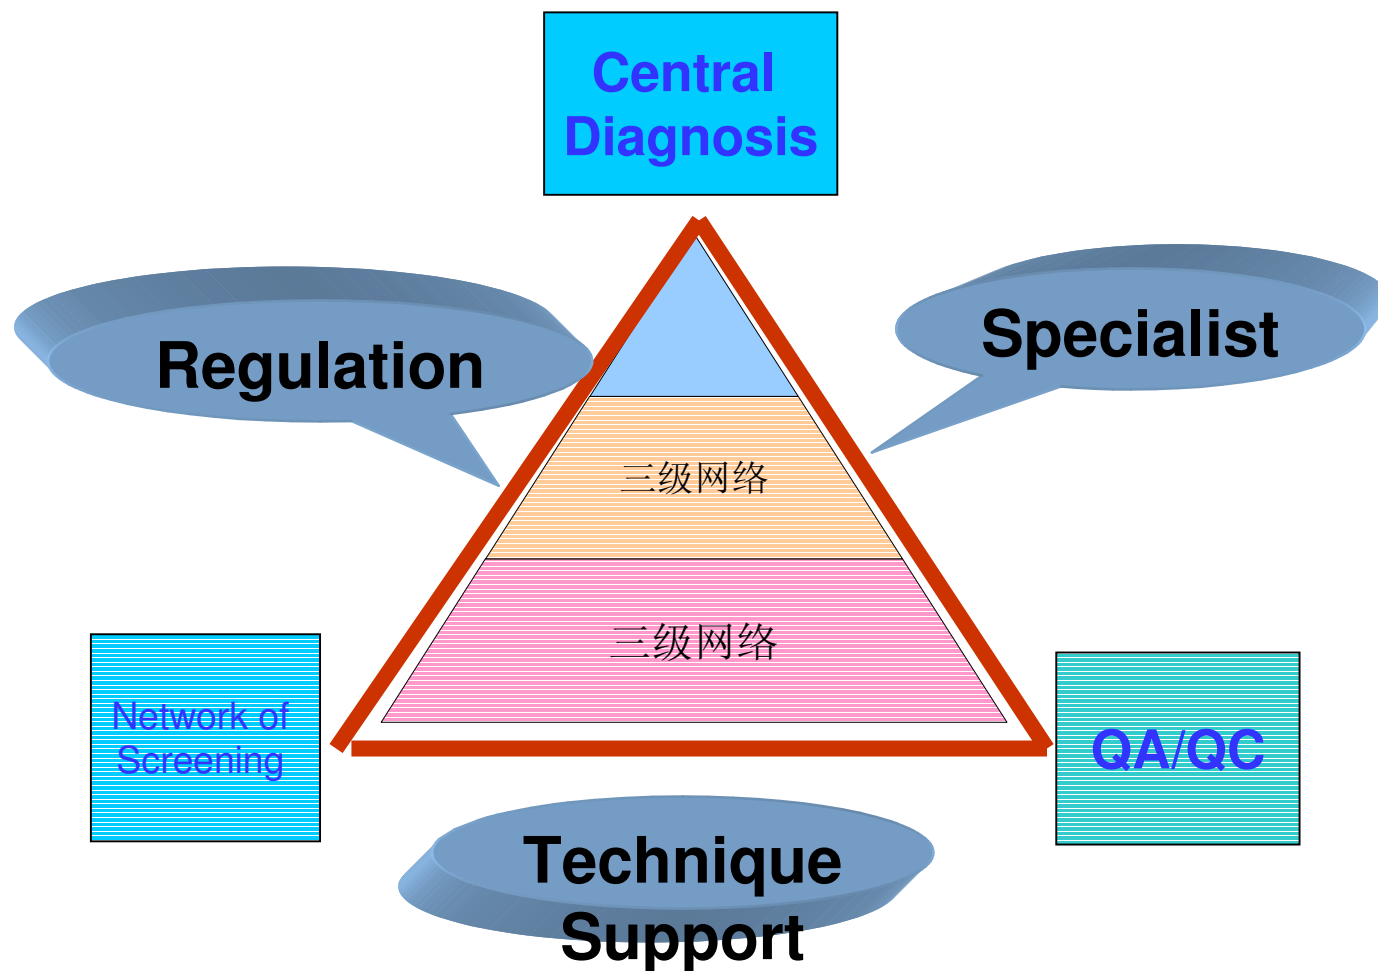 Central
Diagnosis
Regulation
Specialist
三级网络
三级网络
Network of
Screening
QA/QC
Technique
Support